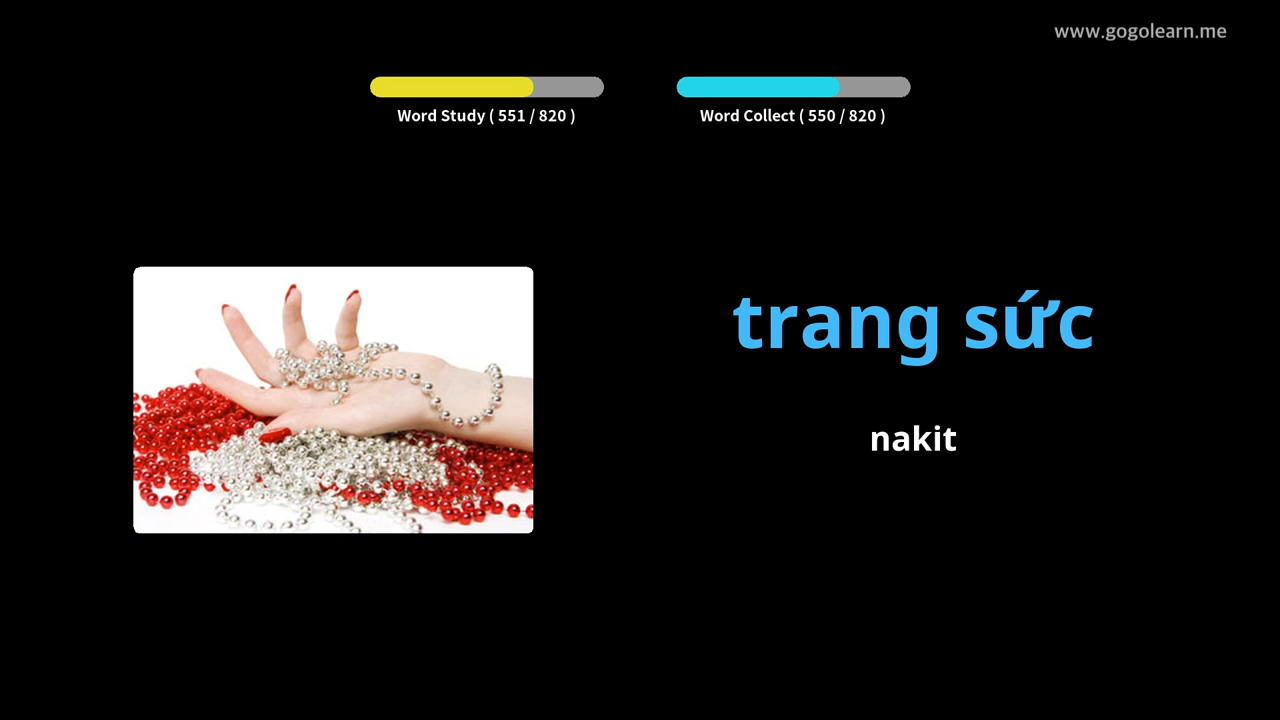 www.gogolearn.me
Word Study ( 551 / 820 )
Word Collect ( 550 / 820 )
trang sức
nakit